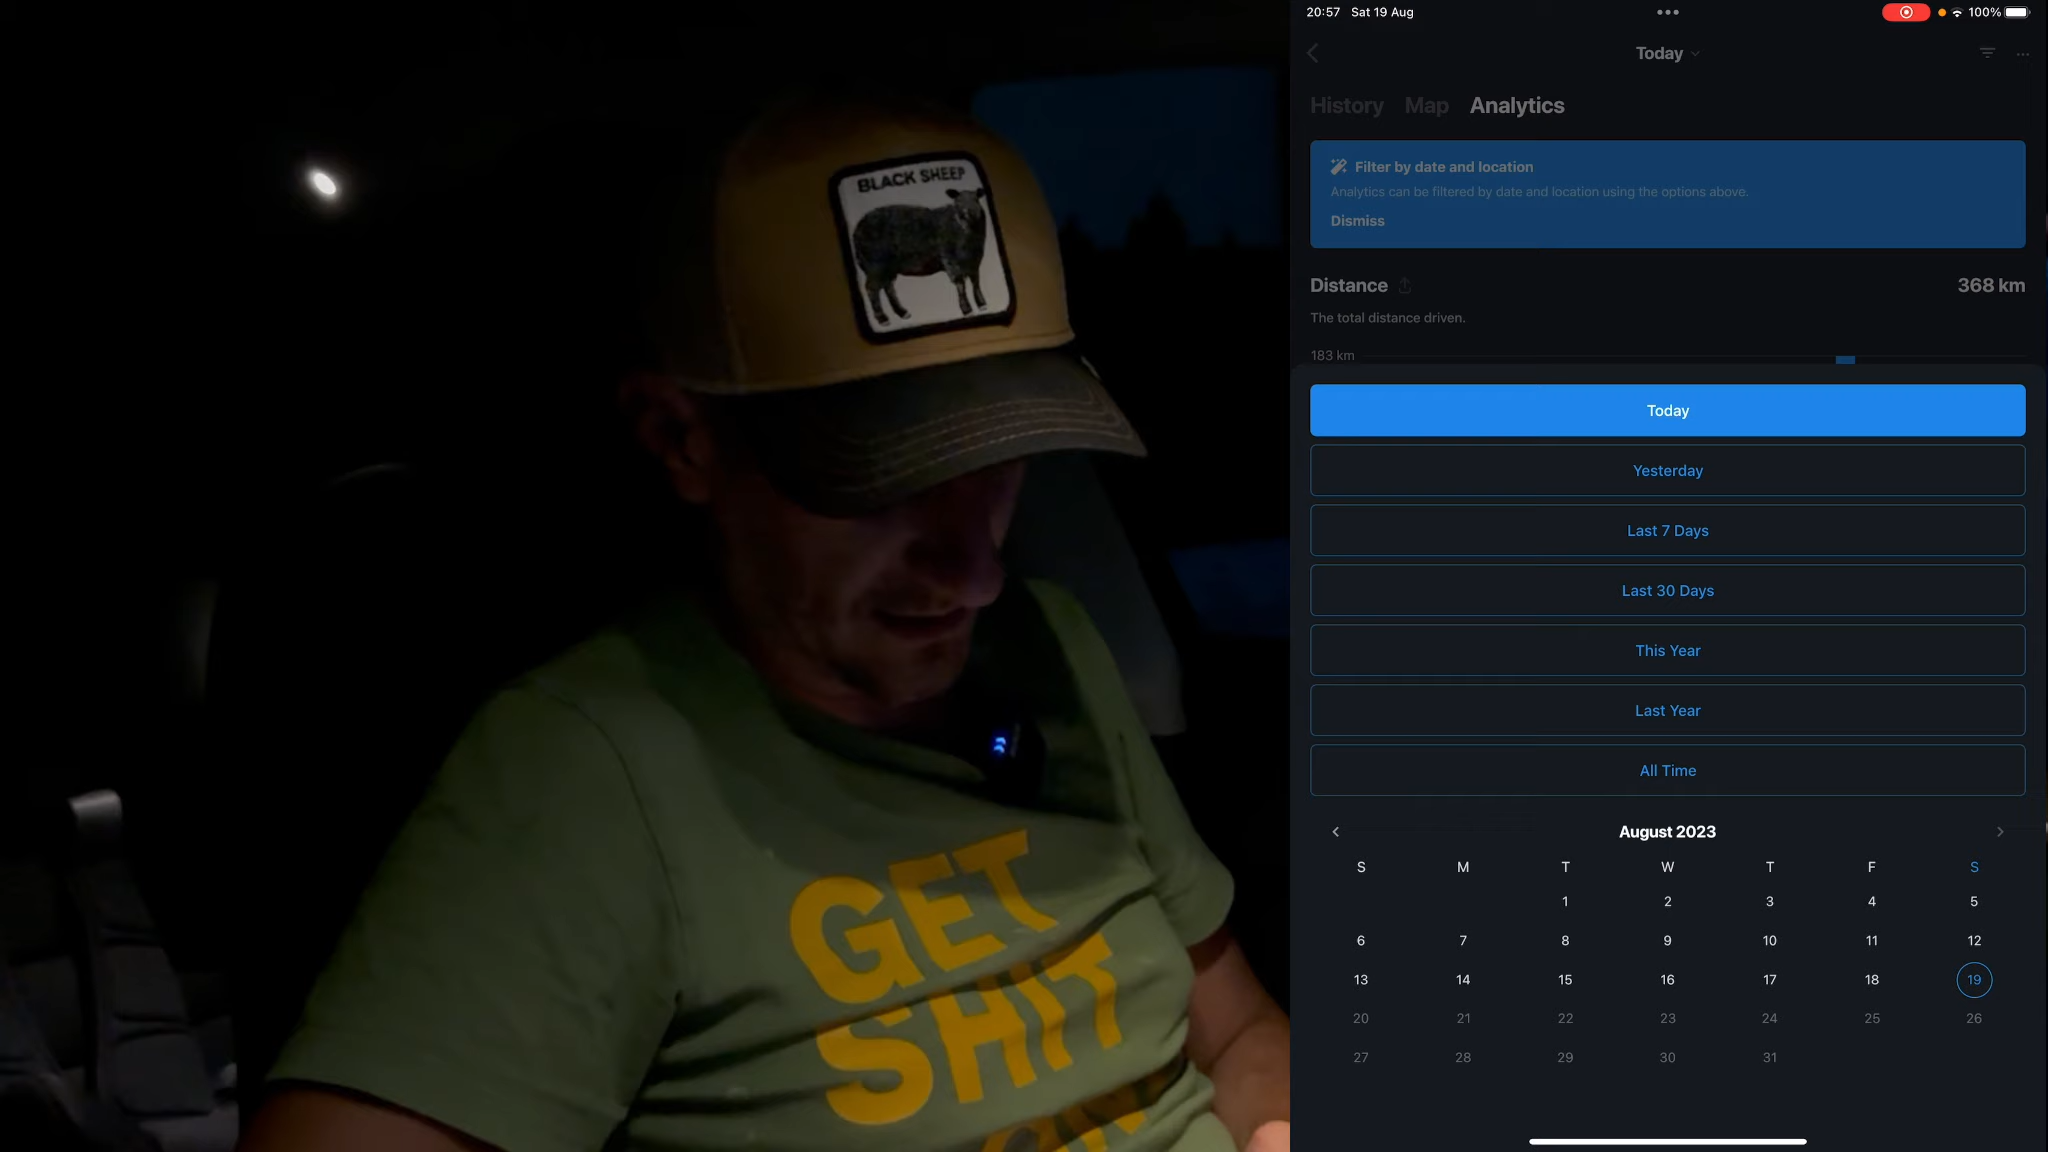 BLACK SHEEP
GET
SHIT
20:57 Sat 19 Aug
100%
Today
History Map Analytics
Filter by date and location
Analytics can be filtered by date and location using the options above.
Dismiss
Distance 368 km
The total distance driven.
183 km
Today
Yesterday
Last 7 Days
Last 30 Days
This Year
Last Year
All Time
August 2023
S M T W T F S
1 2 3 4 5
6 7 8 9 10 11 12
13 14 15 16 17 18 19
20 21 22 23 24 25 26
27 28 29 30 31